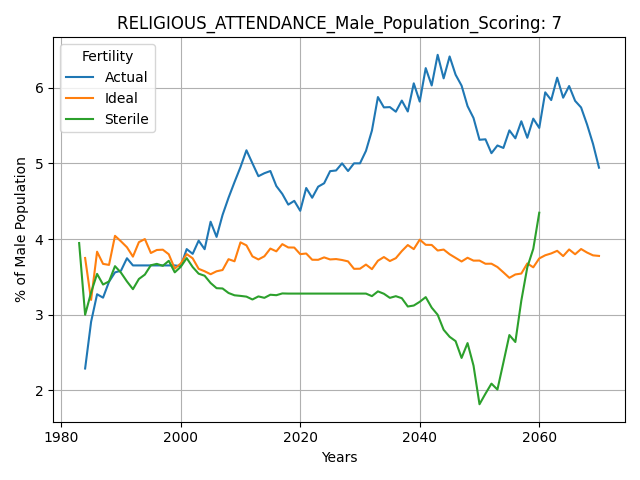 RELIGIOUS_ATTENDANCE_Male_Population_Scoring: 7
Fertility
Actual
Ideal
Sterile
% of Male Population
6
5
4
3
2
1980 2000 2020 2040 2060
Years